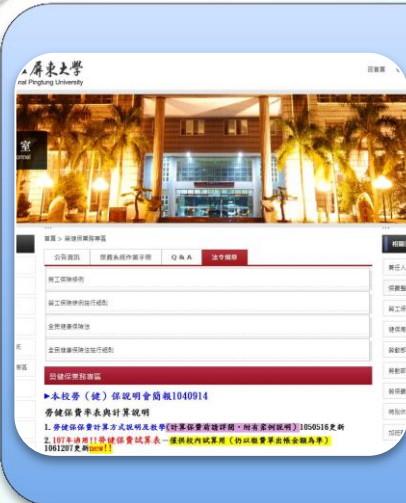 屏東大學
回首頁
nal Pingtung University
室
onnel
首頁 > 勞健保業務專區
公告資訊
保費系統作業手冊
Q & A
法令規章
相關
勞工保險條例
勞工保險條例施行細則
全民健康保險法
全民健康保險法施行細則
勞健保業務專區
►本校勞（健）保說明會簡報1040914
勞健保費率表與計算說明
1. 勞健保保費計算方式說明及教學(計算保費前請詳閱，附有案例說明) 1050516更新
2. 107年適用!!勞健保費試算表－僅供校內試算用（仍以繳費單出帳金額為準）
1061207更新new!!